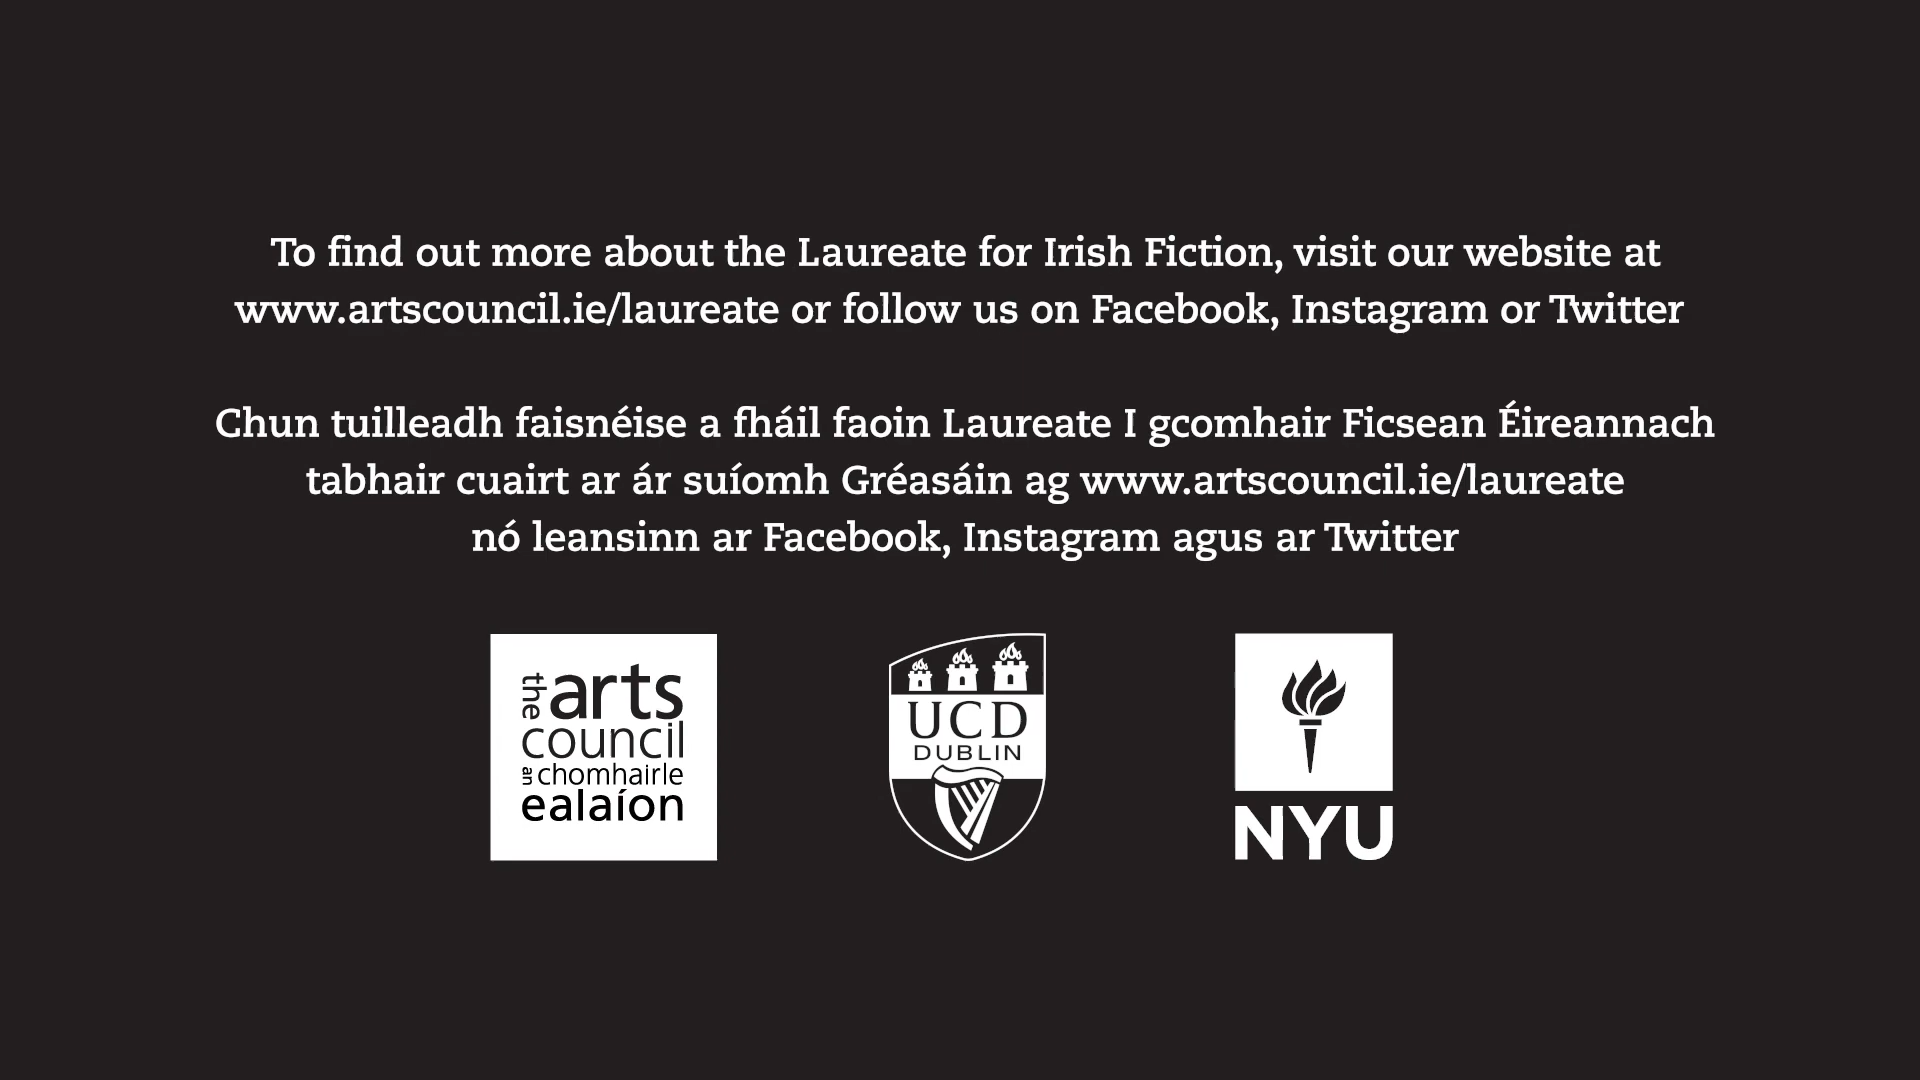 To find out more about the Laureate for Irish Fiction, visit our website at
www.artscouncil.ie/laureate or follow us on Facebook, Instagram or Twitter
Chun tuilleadh faisnéise a fháil faoin Laureate I gcomhair Ficsean Éireannach
tabhair cuairt ar ár suíomh Gréasáin ag www.artscouncil.ie/laureate
nó leansinn ar Facebook, Instagram agus ar Twitter
the arts
council
an chomhairle
ealaíon
UCD
DUBLIN
NYU